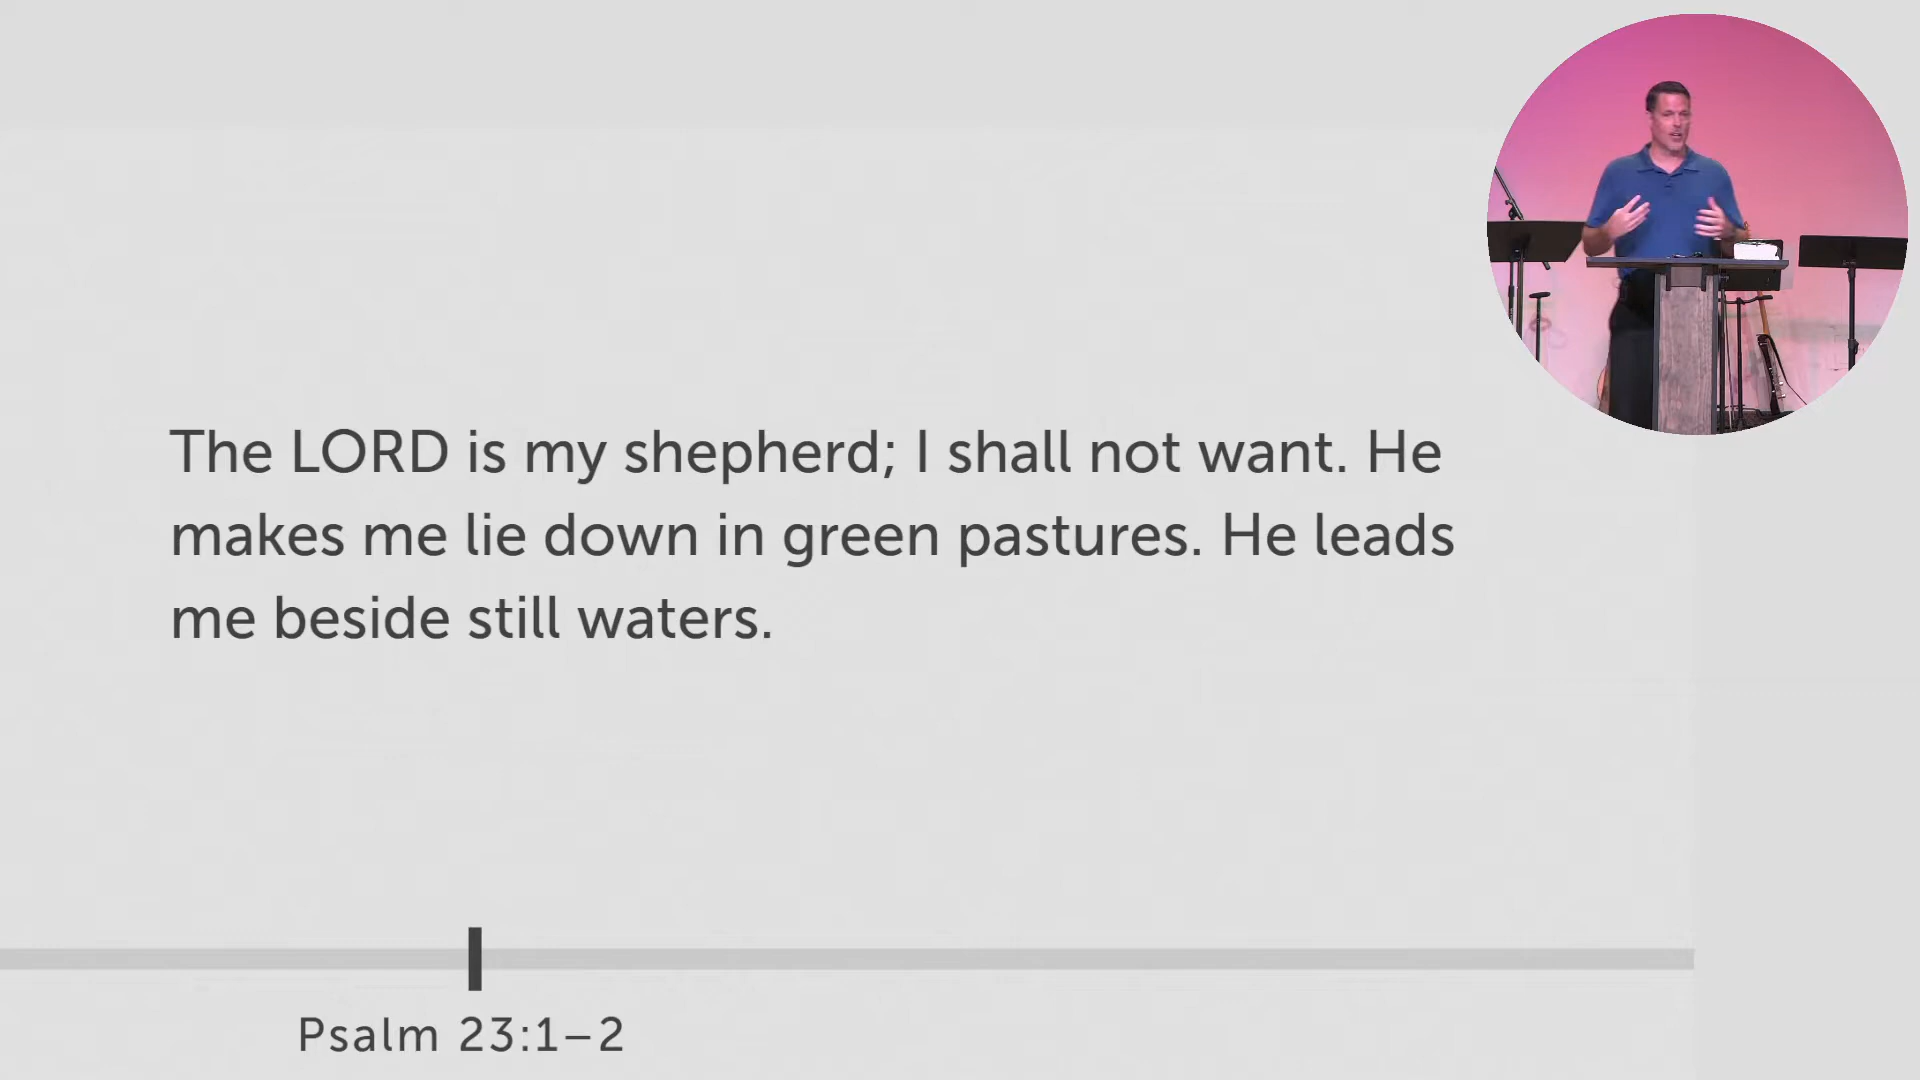 The LORD is my shepherd; I shall not want. He
makes me lie down in green pastures. He leads
me beside still waters.
Psalm 23:1–2